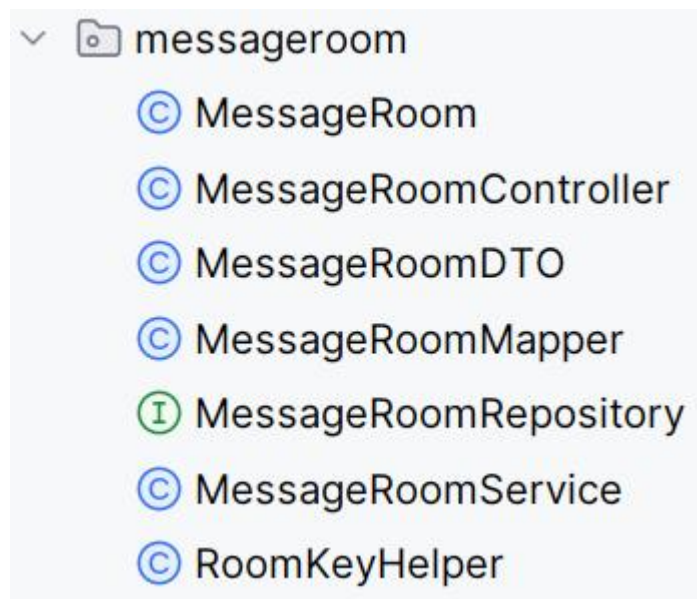 messageroom
C MessageRoom
C MessageRoomController
C MessageRoomDTO
C MessageRoomMapper
I MessageRoomRepository
C MessageRoomService
C RoomKeyHelper